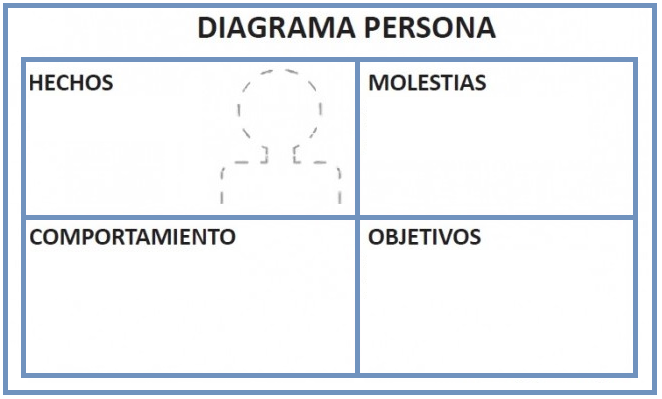 DIAGRAMA PERSONA
HECHOS
MOLESTIAS
COMPORTAMIENTO
OBJETIVOS